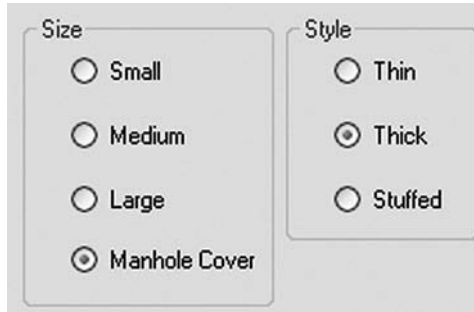 Size
Small
Medium
Large
Manhole Cover
Style
Thin
Thick
Stuffed